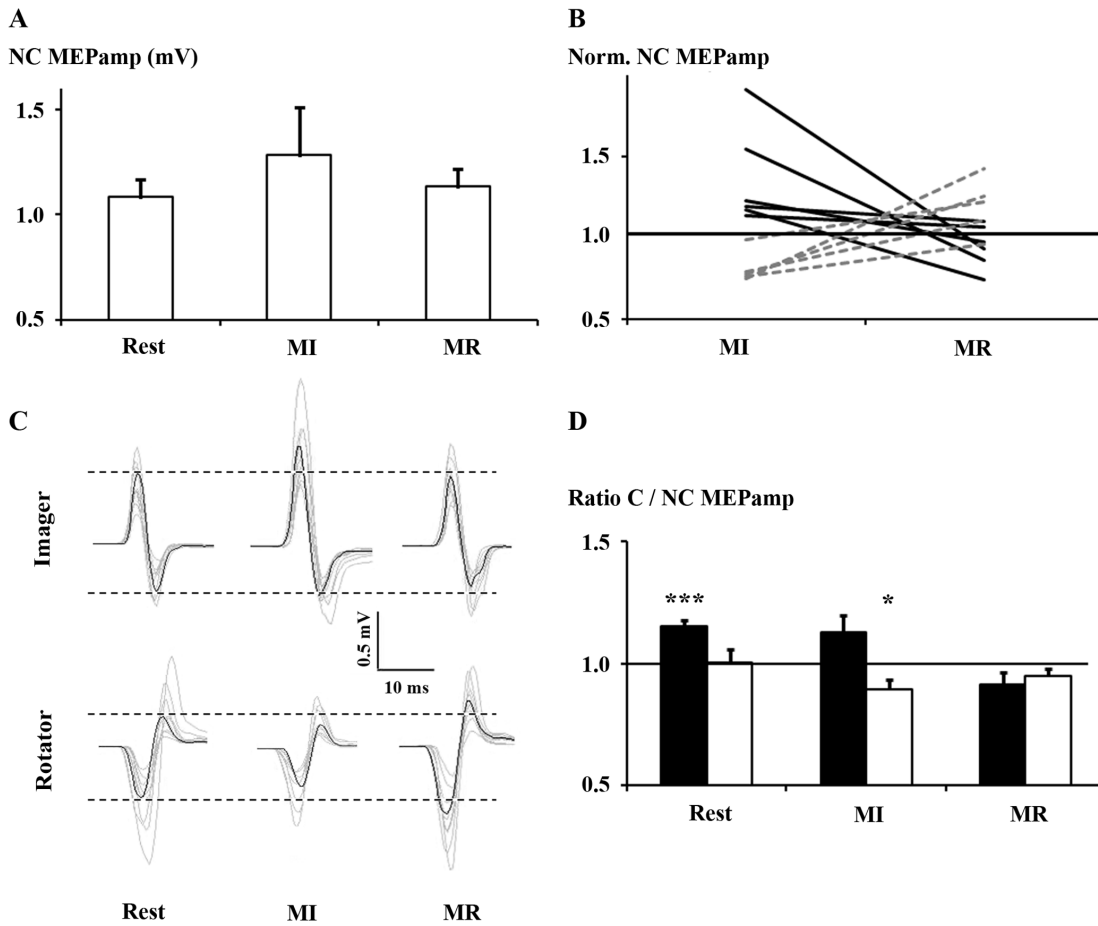 A
NC MEPamp (mV)
1.5
1.0
0.5
Rest MI MR
B
Norm. NC MEPamp
1.5
1.0
0.5
MI MR
C
Imager
0.5 mV
10 ms
Rotator
Rest MI MR
D
Ratio C / NC MEPamp
1.5
*** *
1.0
0.5
Rest MI MR